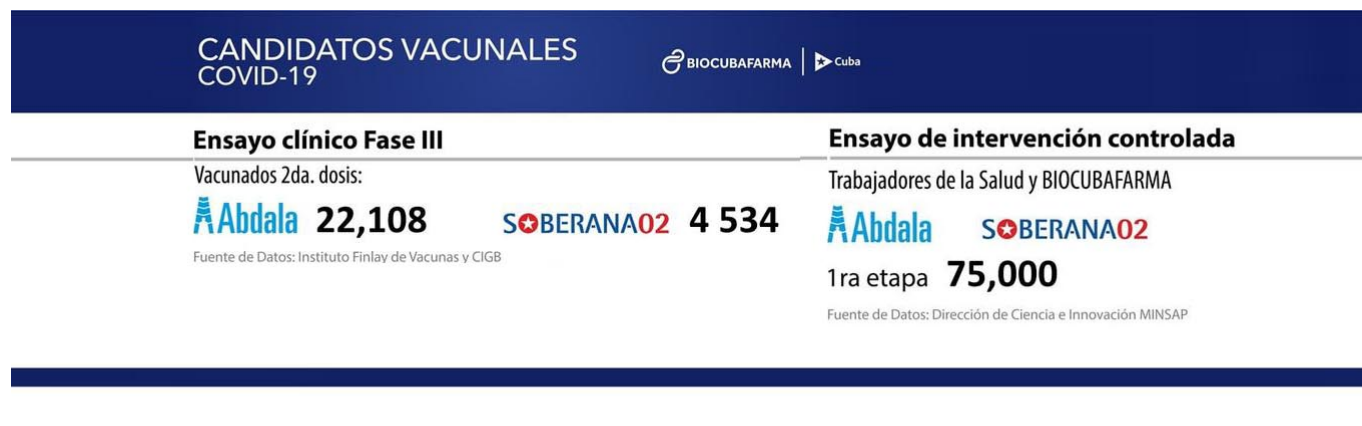 CANDIDATOS VACUNALES
COVID-19
BIOCUBAFARMA
Cuba
Ensayo clínico Fase III
Vacunados 2da. dosis:
Abdala 22,108 SOBERANA02 4 534
Fuente de Datos: Instituto Finlay de Vacunas y CIGB
Ensayo de intervención controlada
Trabajadores de la Salud y BIOCUBAFARMA
Abdala SOBERANA02
1ra etapa 75,000
Fuente de Datos: Dirección de Ciencia e Innovación MINSAP